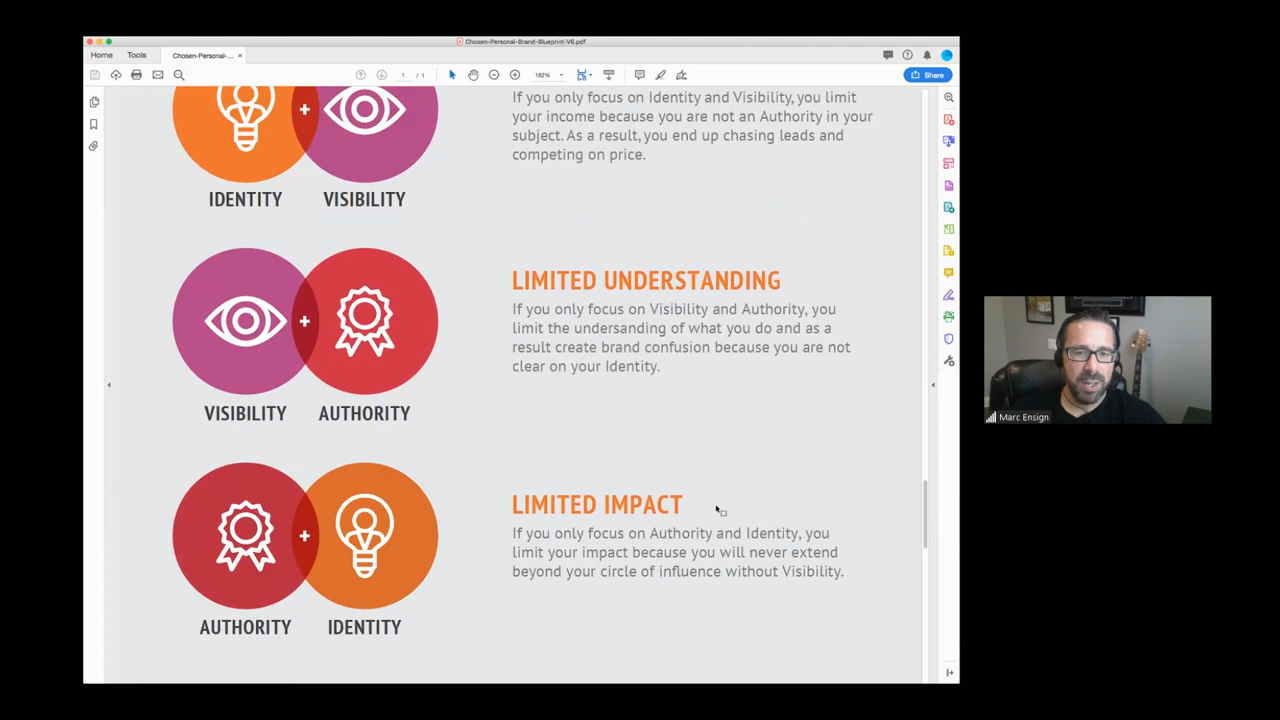 Chosen-Personal-Brand-Blueprint-V6.pdf
Home
Tools
Chosen-Personal-... ×
1 / 1
182%
Share
If you only focus on Identity and Visibility, you limit
your income because you are not an Authority in your
subject. As a result, you end up chasing leads and
competing on price.
+
IDENTITY
VISIBILITY
LIMITED UNDERSTANDING
If you only focus on Visibility and Authority, you
limit the undersanding of what you do and as a
result create brand confusion because you are not
clear on your Identity.
+
VISIBILITY
AUTHORITY
LIMITED IMPACT
If you only focus on Authority and Identity, you
limit your impact because you will never extend
beyond your circle of influence without Visibility.
+
AUTHORITY
IDENTITY
Marc Ensign